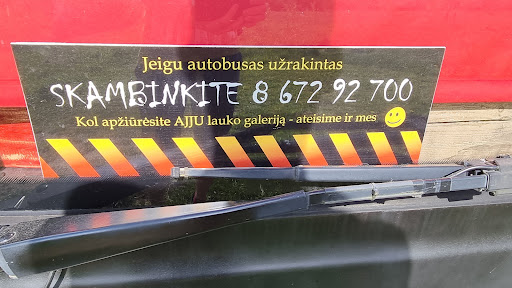 Jeigu autobusas užrakintas
SKAMBINKITE 8 672 92 700
Kol apžiūrėsite AJJU lauko galeriją - ateisime ir mes